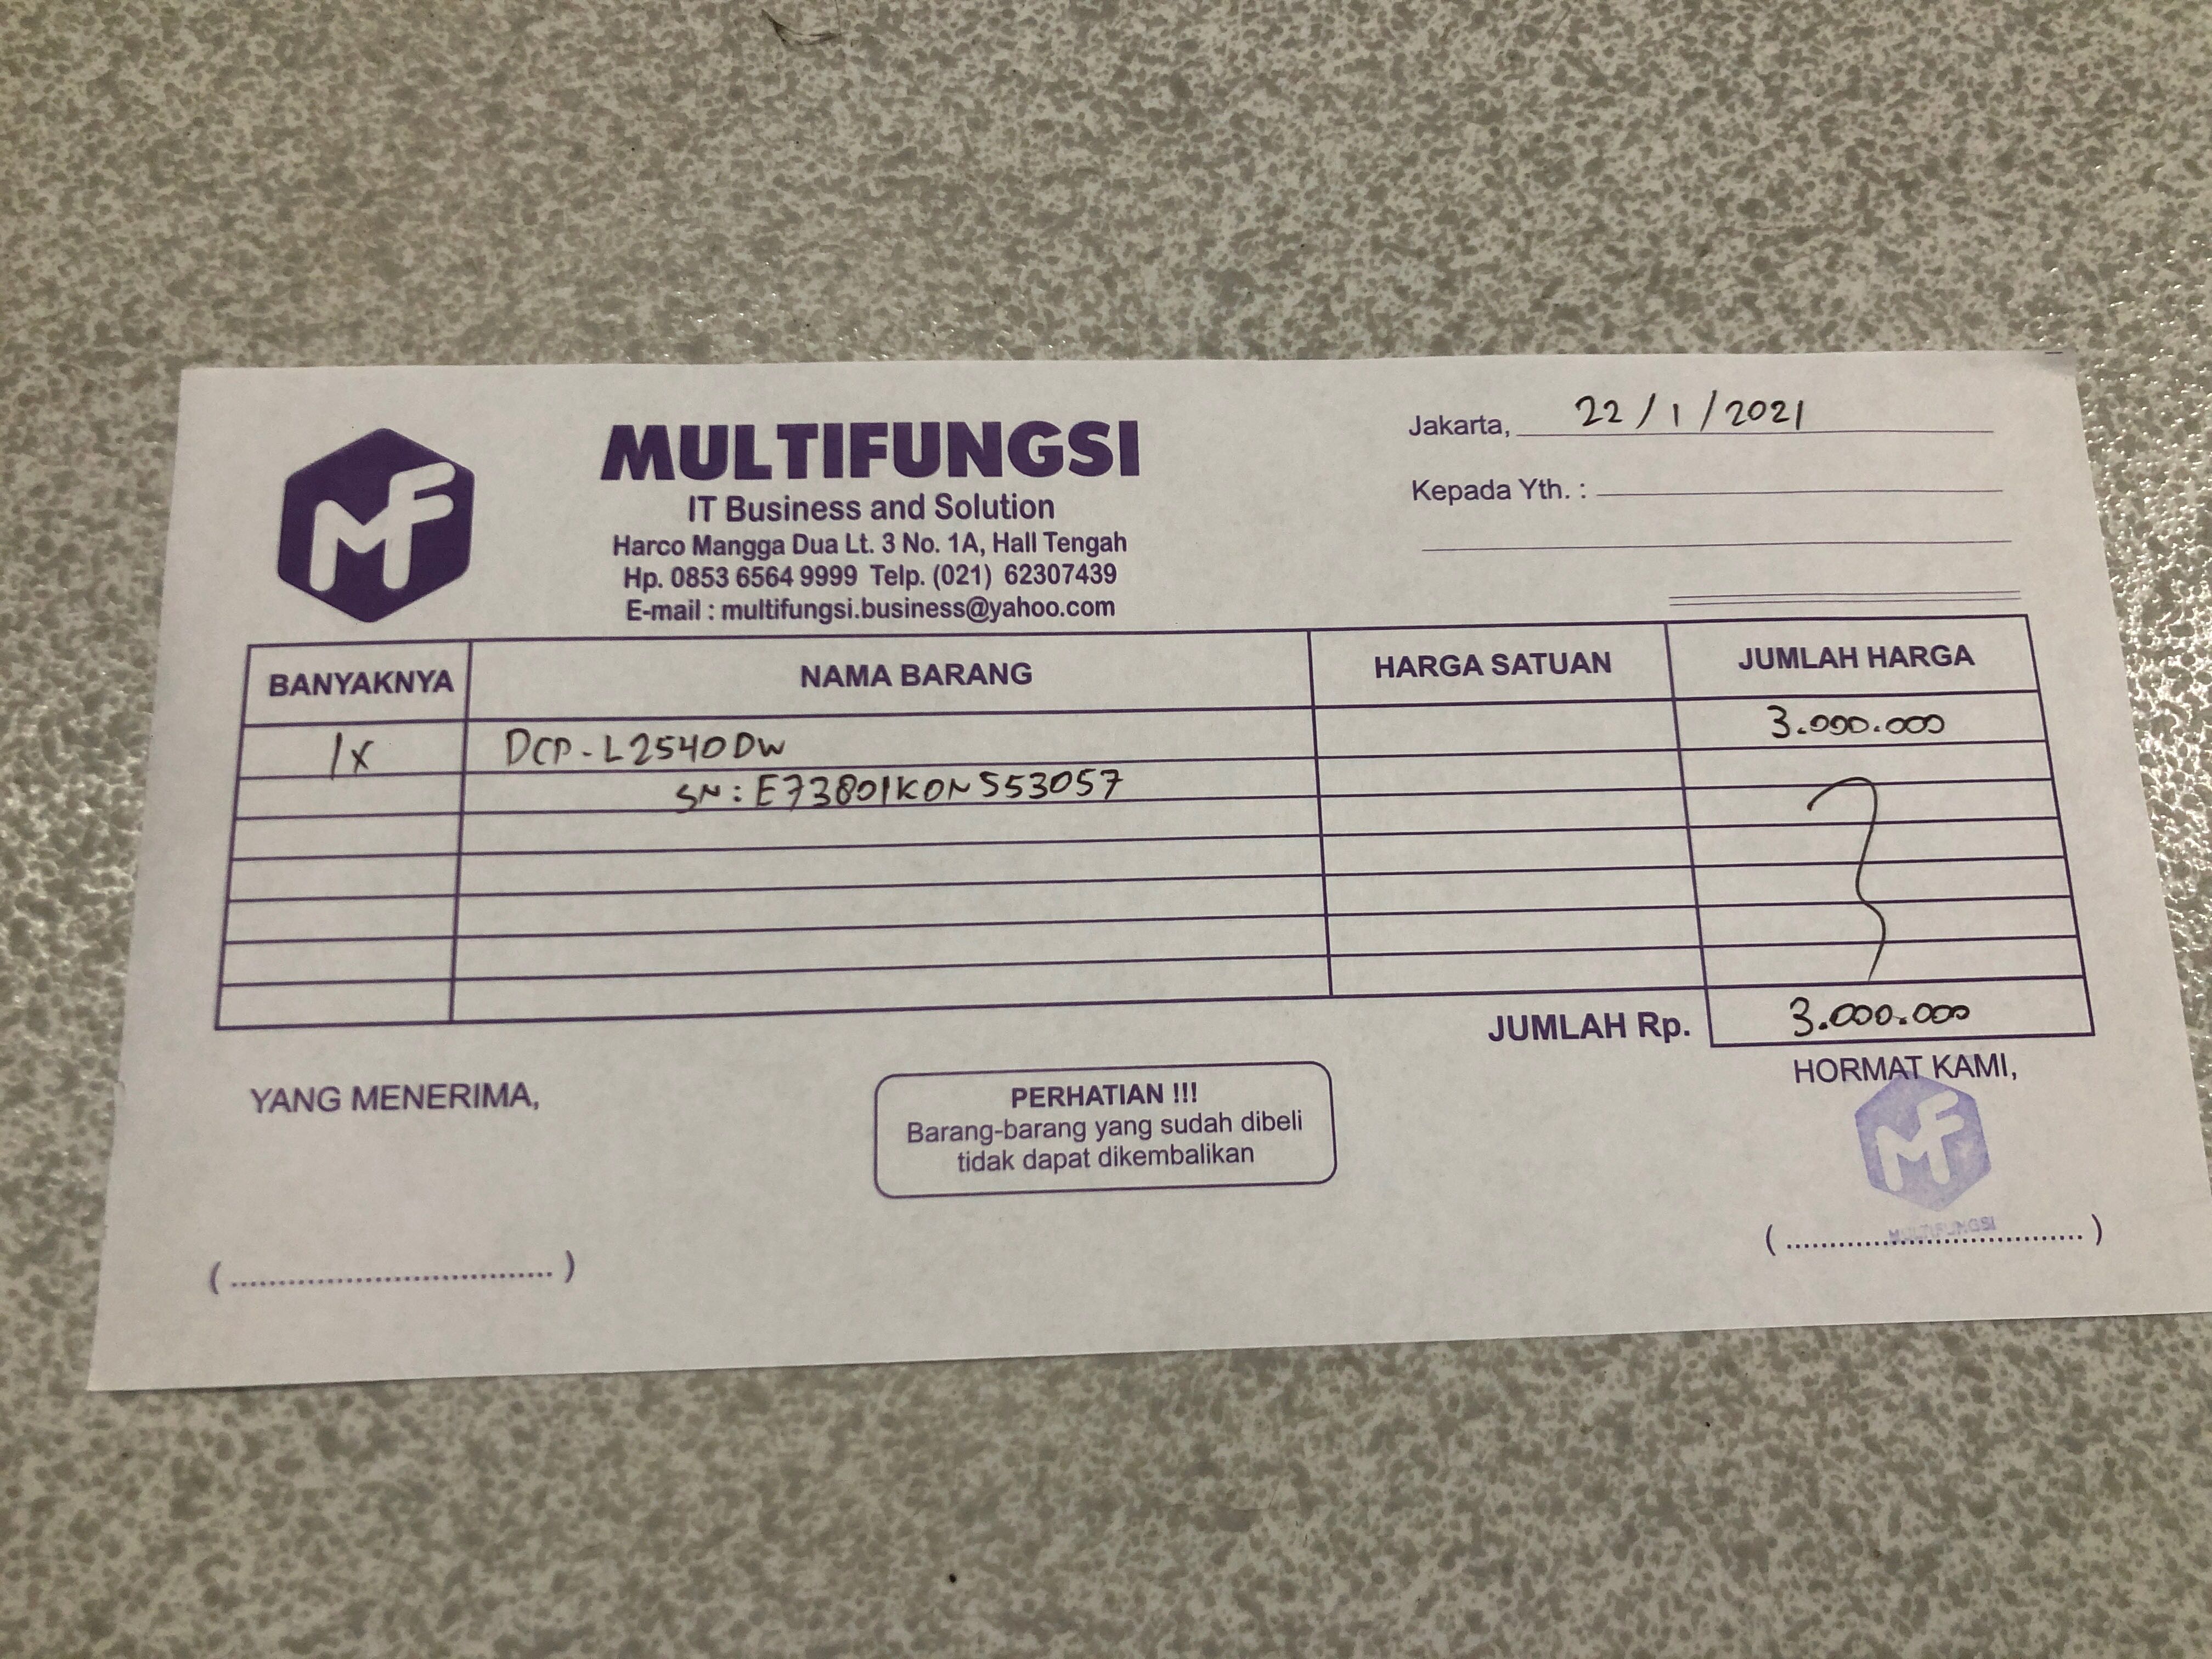 MF
MULTIFUNGSI
IT Business and Solution
Harco Mangga Dua Lt. 3 No. 1A, Hall Tengah
Hp. 0853 6564 9999 Telp. (021) 62307439
E-mail : multifungsi.business@yahoo.com
Jakarta, 22/1/2021
Kepada Yth. :
BANYAKNYA NAMA BARANG HARGA SATUAN JUMLAH HARGA
1x DCP-L2540DW 3.000.000
SN: E73801K0N553057
JUMLAH Rp. 3.000.000
YANG MENERIMA,
PERHATIAN !!!
Barang-barang yang sudah dibeli
tidak dapat dikembalikan
HORMAT KAMI,
MF
MULTIFUNGSI
(....................................)
(....................................)